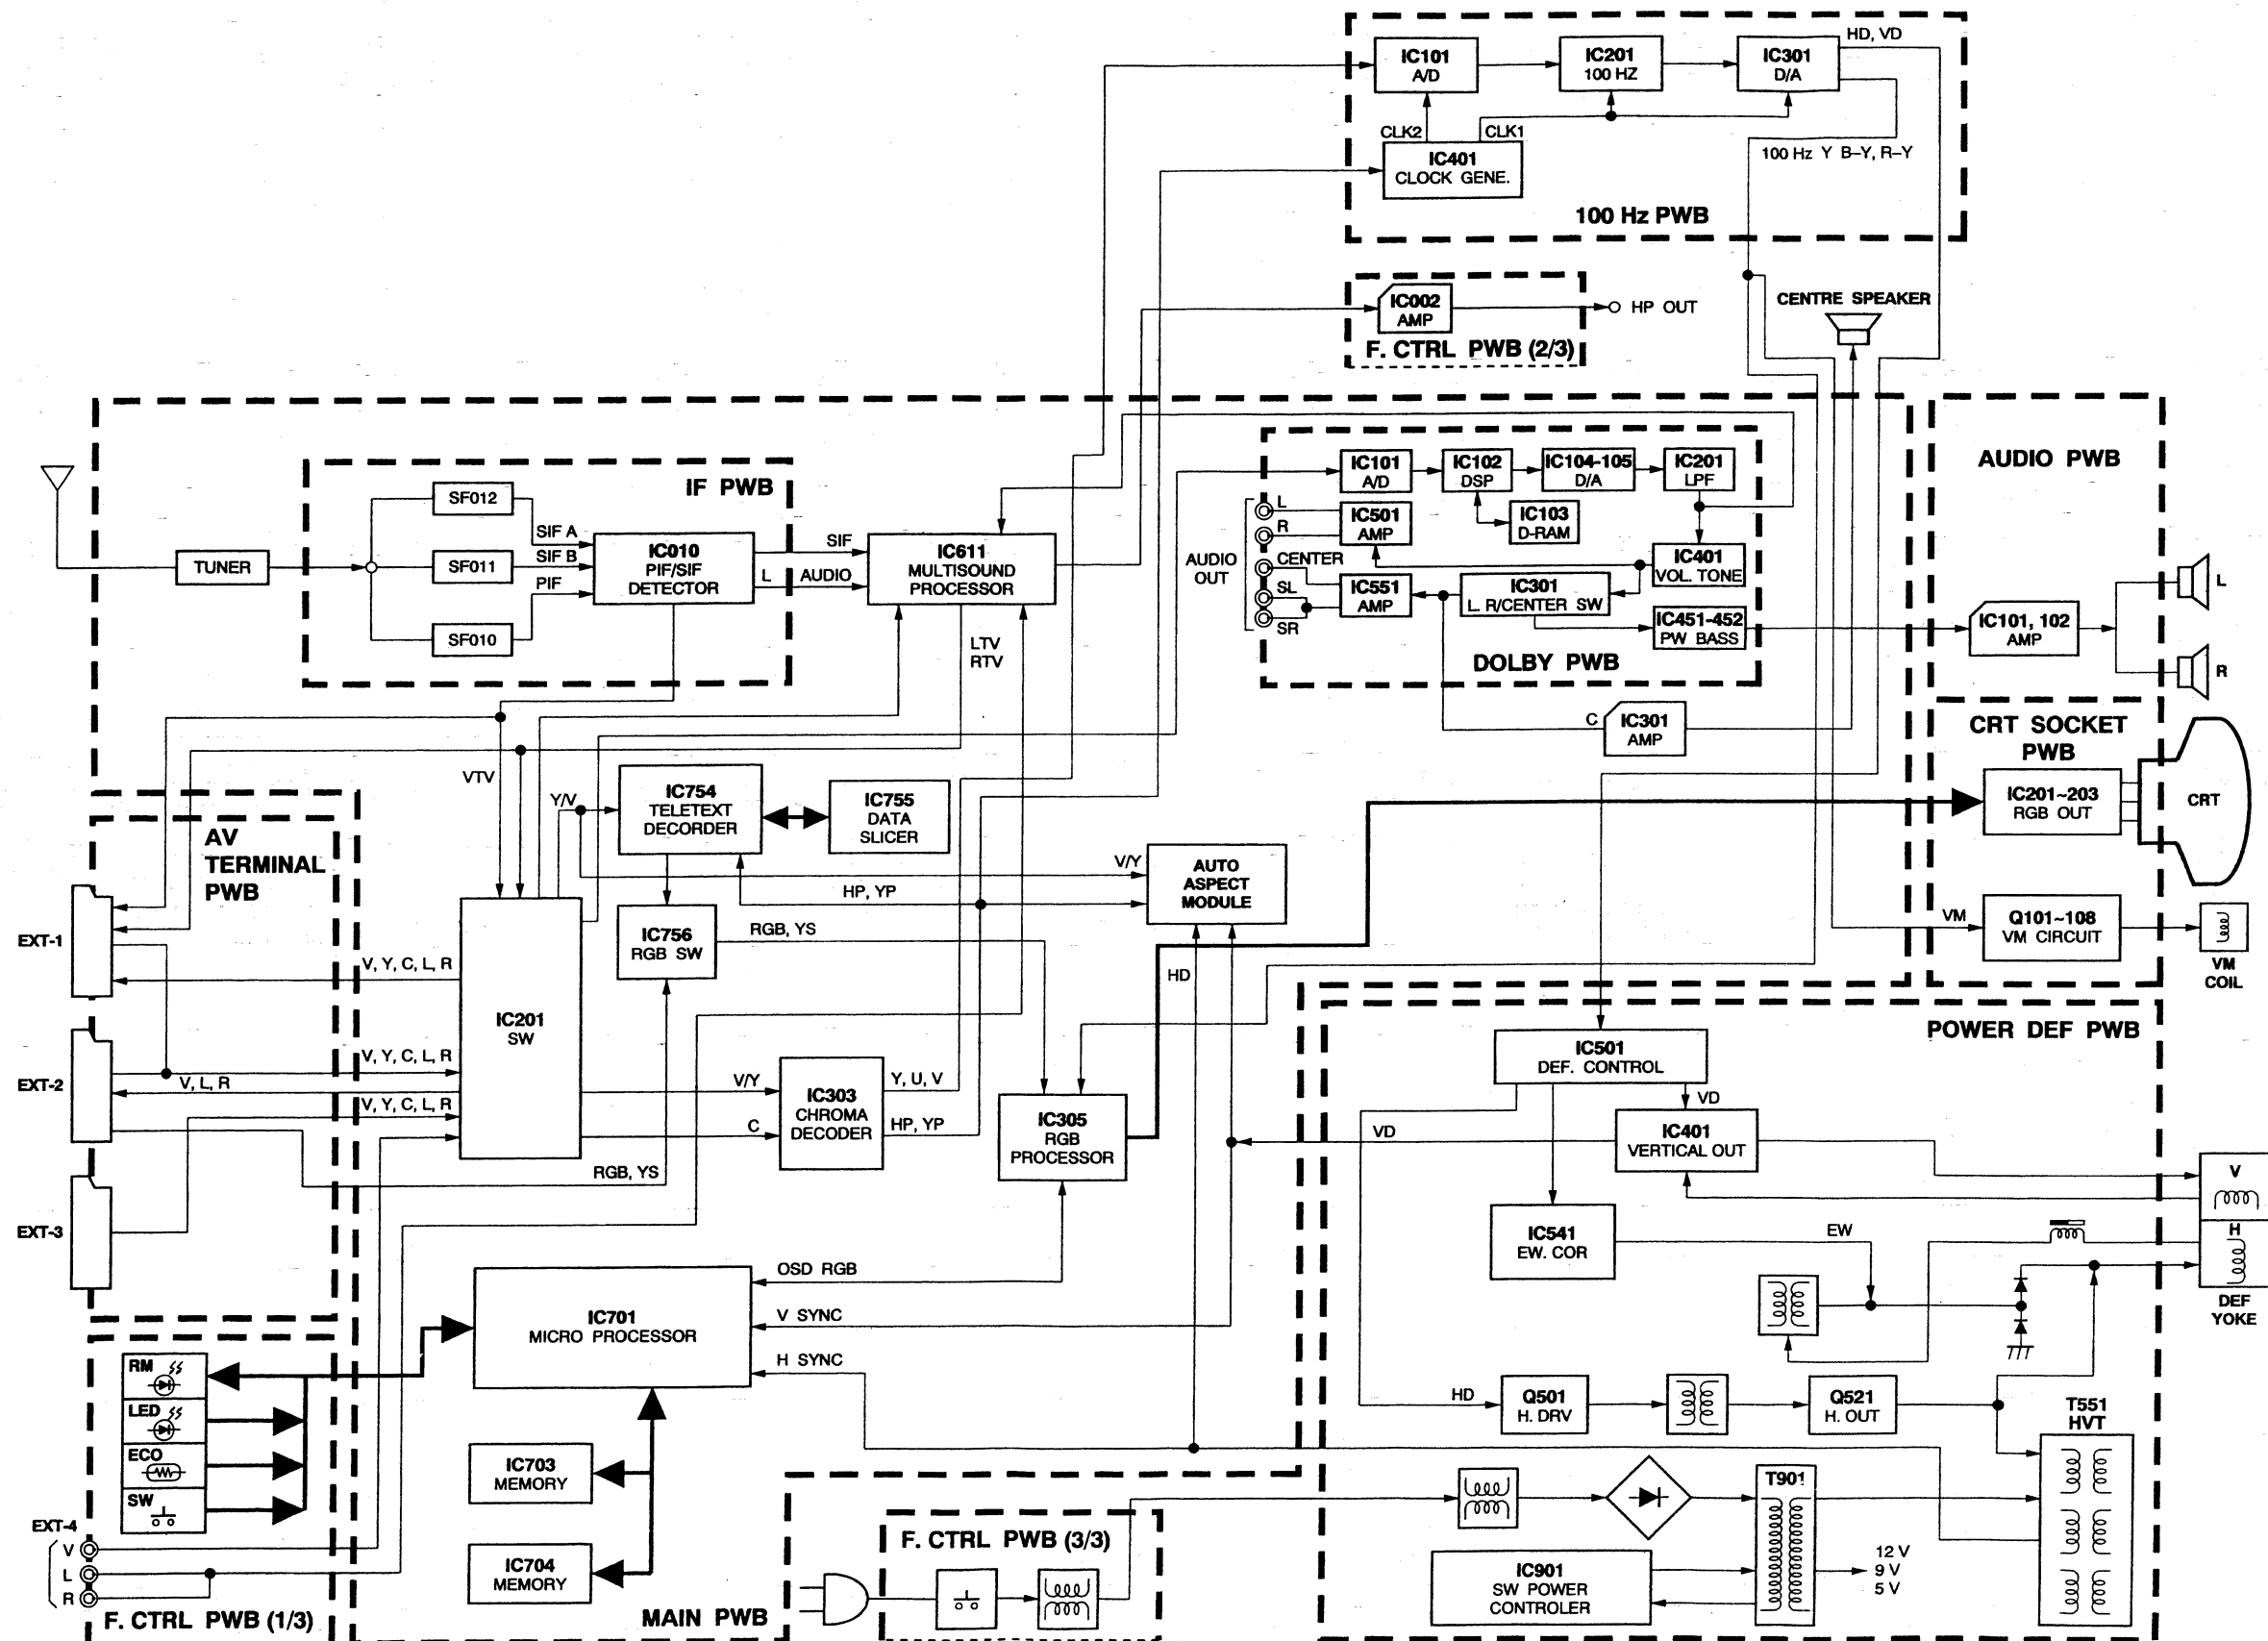 IC101
A/D
IC201
100 HZ
IC301
D/A
HD, VD
CLK2
CLK1
IC401
CLOCK GENE.
100 Hz Y B–Y, R–Y
100 Hz PWB
IC002
AMP
HP OUT
F. CTRL PWB (2/3)
CENTRE SPEAKER
IF PWB
TUNER
SF012
SF011
SF010
SIF A
SIF B
PIF
IC010
PIF/SIF
DETECTOR
SIF
L AUDIO
IC611
MULTISOUND
PROCESSOR
LTV
RTV
IC101
A/D
IC102
DSP
IC104-105
D/A
IC201
LPF
IC501
AMP
IC103
D-RAM
IC401
VOL. TONE
IC551
AMP
IC301
L. R/CENTER SW
IC451-452
PW BASS
L
R
AUDIO
OUT
CENTER
SL
SR
DOLBY PWB
C
IC301
AMP
AUDIO PWB
IC101, 102
AMP
L
R
CRT SOCKET
PWB
IC201~203
RGB OUT
CRT
VM
Q101~108
VM CIRCUIT
VM
COIL
VTV
Y/V
IC754
TELETEXT
DECORDER
IC755
DATA
SLICER
V/Y
HP, YP
AUTO
ASPECT
MODULE
IC756
RGB SW
RGB, YS
HD
AV
TERMINAL
PWB
EXT-1
EXT-2
EXT-3
V, Y, C, L, R
V, Y, C, L, R
V, L, R
V, Y, C, L, R
RGB, YS
IC201
SW
V/Y
C
IC303
CHROMA
DECODER
Y, U, V
HP, YP
IC305
RGB
PROCESSOR
OSD RGB
V SYNC
H SYNC
IC701
MICRO PROCESSOR
IC703
MEMORY
IC704
MEMORY
MAIN PWB
RM
LED
ECO
SW
EXT-4
V
L
R
F. CTRL PWB (1/3)
F. CTRL PWB (3/3)
POWER DEF PWB
IC501
DEF. CONTROL
VD
VD
IC401
VERTICAL OUT
IC541
EW. COR
EW
V
H
DEF
YOKE
HD
Q501
H. DRV
Q521
H. OUT
T551
HVT
T901
IC901
SW POWER
CONTROLER
12 V
9 V
5 V